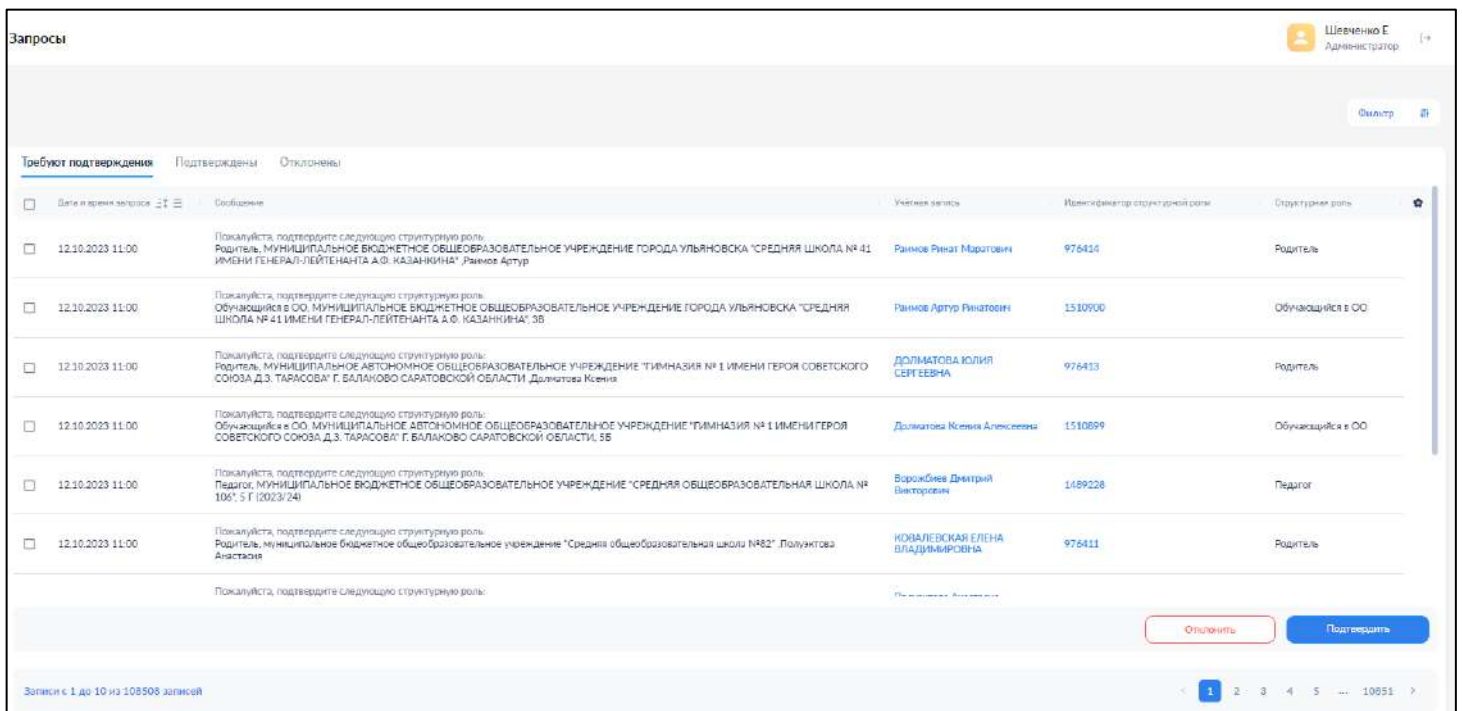 Запросы
Шевченко Е
Администратор
Фильтр
Требуют подтверждения Подтверждены Отклонены
Дата и время запроса Сообщение Учётная запись Идентификатор структурной роли Структурная роль
Пожалуйста, подтвердите следующую структурную роль:
12.10.2023 11:00 Родитель, МУНИЦИПАЛЬНОЕ БЮДЖЕТНОЕ ОБЩЕОБРАЗОВАТЕЛЬНОЕ УЧРЕЖДЕНИЕ ГОРОДА УЛЬЯНОВСКА "СРЕДНЯЯ ШКОЛА № 41 Раимов Ринат Маратович 976414 Родитель
ИМЕНИ ГЕНЕРАЛ-ЛЕЙТЕНАНТА А.Ф. КАЗАНКИНА" ,Раимов Артур
Пожалуйста, подтвердите следующую структурную роль:
12.10.2023 11:00 Обучающийся в ОО, МУНИЦИПАЛЬНОЕ БЮДЖЕТНОЕ ОБЩЕОБРАЗОВАТЕЛЬНОЕ УЧРЕЖДЕНИЕ ГОРОДА УЛЬЯНОВСКА "СРЕДНЯЯ Раимов Артур Ринатович 1510900 Обучающийся в ОО
ШКОЛА № 41 ИМЕНИ ГЕНЕРАЛ-ЛЕЙТЕНАНТА А.Ф. КАЗАНКИНА", 3В
Пожалуйста, подтвердите следующую структурную роль:
12.10.2023 11:00 Родитель, МУНИЦИПАЛЬНОЕ АВТОНОМНОЕ ОБЩЕОБРАЗОВАТЕЛЬНОЕ УЧРЕЖДЕНИЕ "ГИМНАЗИЯ № 1 ИМЕНИ ГЕРОЯ СОВЕТСКОГО ДОЛМАТОВА ЮЛИЯ 976413 Родитель
СОЮЗА Д.З. ТАРАСОВА" Г. БАЛАКОВО САРАТОВСКОЙ ОБЛАСТИ ,Долматова Ксения СЕРГЕЕВНА
Пожалуйста, подтвердите следующую структурную роль:
12.10.2023 11:00 Обучающийся в ОО, МУНИЦИПАЛЬНОЕ АВТОНОМНОЕ ОБЩЕОБРАЗОВАТЕЛЬНОЕ УЧРЕЖДЕНИЕ "ГИМНАЗИЯ № 1 ИМЕНИ ГЕРОЯ Долматова Ксения Алексеевна 1510899 Обучающийся в ОО
СОВЕТСКОГО СОЮЗА Д.З. ТАРАСОВА" Г. БАЛАКОВО САРАТОВСКОЙ ОБЛАСТИ, 5Б
Пожалуйста, подтвердите следующую структурную роль:
12.10.2023 11:00 Педагог, МУНИЦИПАЛЬНОЕ БЮДЖЕТНОЕ ОБЩЕОБРАЗОВАТЕЛЬНОЕ УЧРЕЖДЕНИЕ "СРЕДНЯЯ ОБЩЕОБРАЗОВАТЕЛЬНАЯ ШКОЛА № Ворожбиев Дмитрий 1489228 Педагог
106", 5 Г (2023/24) Викторович
Пожалуйста, подтвердите следующую структурную роль:
12.10.2023 11:00 Родитель, муниципальное бюджетное общеобразовательное учреждение "Средняя общеобразовательная школа №82" ,Полуэктова КОВАЛЕВСКАЯ ЕЛЕНА 976411 Родитель
Анастасия ВЛАДИМИРОВНА
Пожалуйста, подтвердите следующую структурную роль:
Отклонить Подтвердить
Записи с 1 до 10 из 108508 записей
1 2 3 4 5 ... 10851